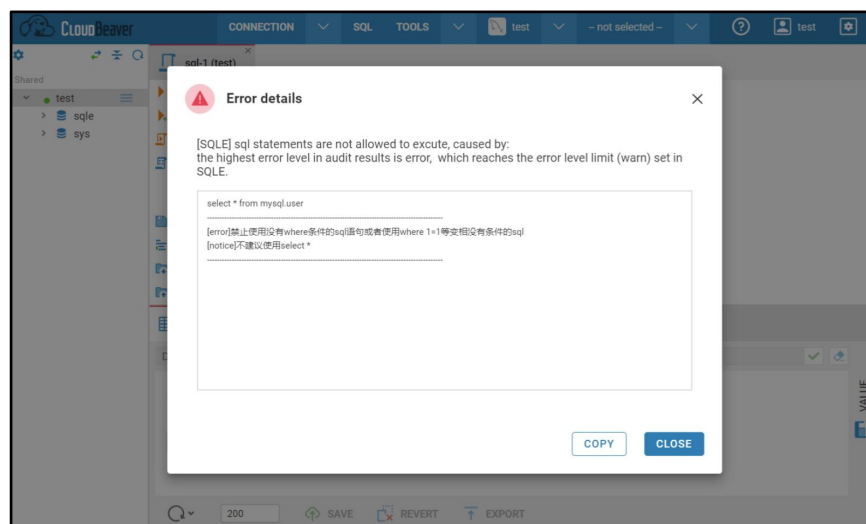 CloudBeaver
CONNECTION
SQL
TOOLS
test
– not selected –
?
test
Shared
test
sqle
sys
sql-1 (test)
Error details
[SQLE] sql statements are not allowed to excute, caused by:
the highest error level in audit results is error, which reaches the error level limit (warn) set in
SQLE.
select * from mysql.user
[error]禁止使用没有where条件的sql语句或者使用where 1=1等变相没有条件的sql
[notice]不建议使用select *
VALUE
COPY
CLOSE
200
SAVE
REVERT
EXPORT